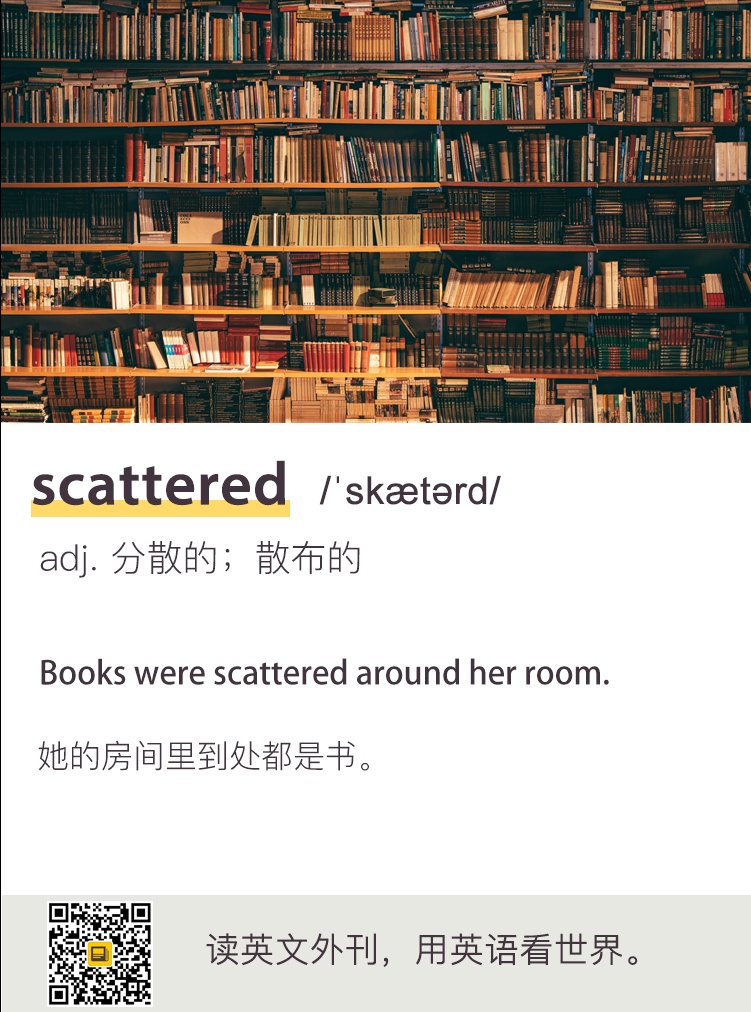 scattered /ˈskætərd/
adj. 分散的；散布的
Books were scattered around her room.
她的房间里到处都是书。
读英文外刊，用英语看世界。